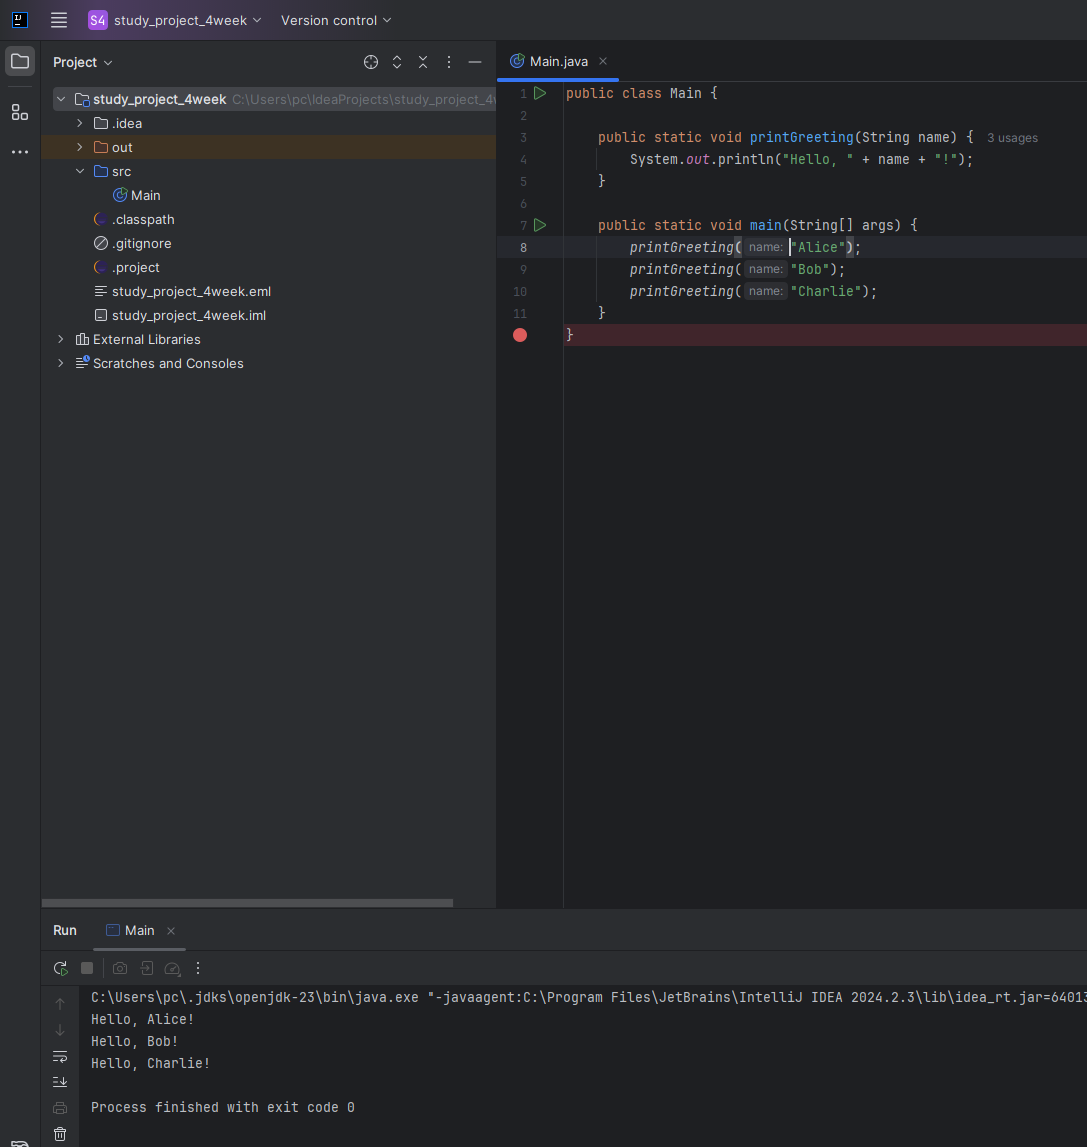 S4 study_project_4week Version control
Project
Main.java
study_project_4week C:\Users\pc\IdeaProjects\study_project_4w
.idea
out
src
Main
.classpath
.gitignore
.project
study_project_4week.eml
study_project_4week.iml
External Libraries
Scratches and Consoles
1 public class Main {
2
3 public static void printGreeting(String name) { 3 usages
4 System.out.println("Hello, " + name + "!");
5 }
6
7 public static void main(String[] args) {
8 printGreeting( name: "Alice");
9 printGreeting( name: "Bob");
10 printGreeting( name: "Charlie");
11 }
}
Run Main
C:\Users\pc\.jdks\openjdk-23\bin\java.exe "-javaagent:C:\Program Files\JetBrains\IntelliJ IDEA 2024.2.3\lib\idea_rt.jar=64013
Hello, Alice!
Hello, Bob!
Hello, Charlie!
Process finished with exit code 0